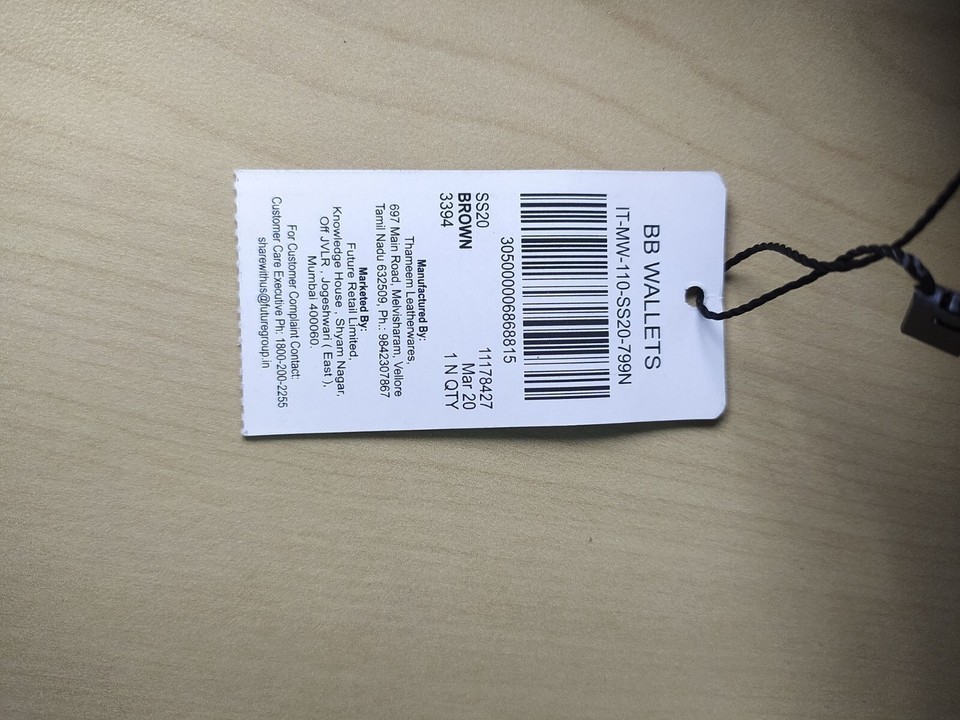 BB WALLETS
IT-MVW-110-SS20-799N
3050000006868815
SS20 11178427
BROWN Mar 20
3394 1 N QTY
Manufactured By:
Thameem Leatherwares,
697 Main Road, Melvisharam, Vellore
Tamil Nadu 632509, Ph.: 9842307867
Marketed By:
Future Retail Limited,
Knowledge House , Shyam Nagar,
Off JVLR , Jogeshwari ( East ),
Mumbai 400060.
For Customer Complaint Contact:
Customer Care Executive Ph: 1800-200-2255
sharewithus@futuregroup.in